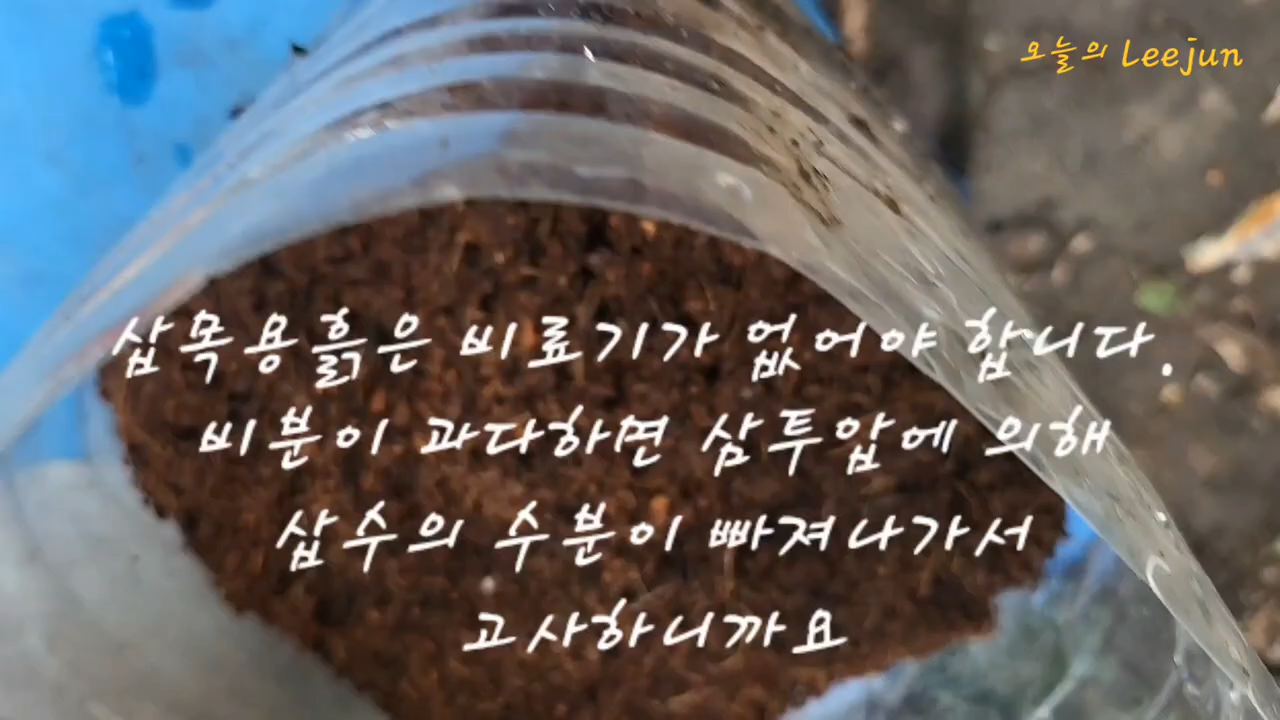 오늘의 Leejun
삽목용흙은 비료기가 없어야 합니다.
비분이 과다하면 삼투압에 의해
삽수의 수분이 빠져나가서
고사하니까요